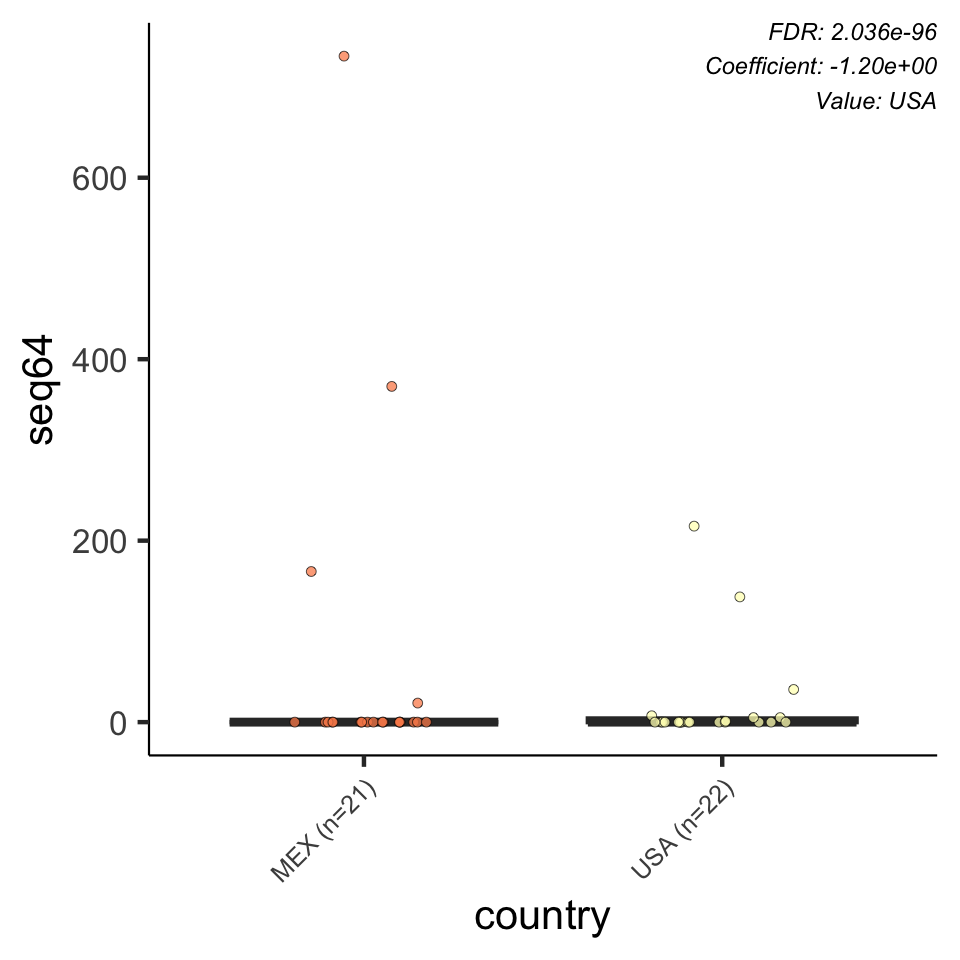 FDR: 2.036e-96
Coefficient: -1.20e+00
Value: USA
600
400
200
0
seq64
MEX (n=21)
USA (n=22)
country